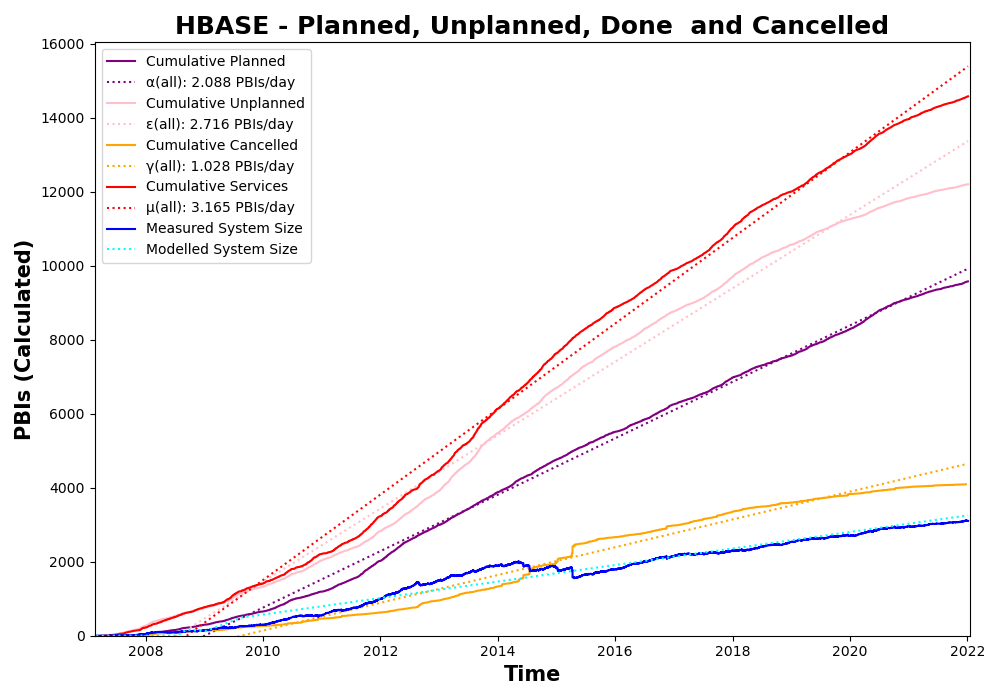 HBASE - Planned, Unplanned, Done  and Cancelled
PBIs (Calculated)
16000
14000
12000
10000
8000
6000
4000
2000
0
Cumulative Planned
α(all): 2.088 PBIs/day
Cumulative Unplanned
ε(all): 2.716 PBIs/day
Cumulative Cancelled
γ(all): 1.028 PBIs/day
Cumulative Services
μ(all): 3.165 PBIs/day
Measured System Size
Modelled System Size
2008 2010 2012 2014 2016 2018 2020 2022
Time